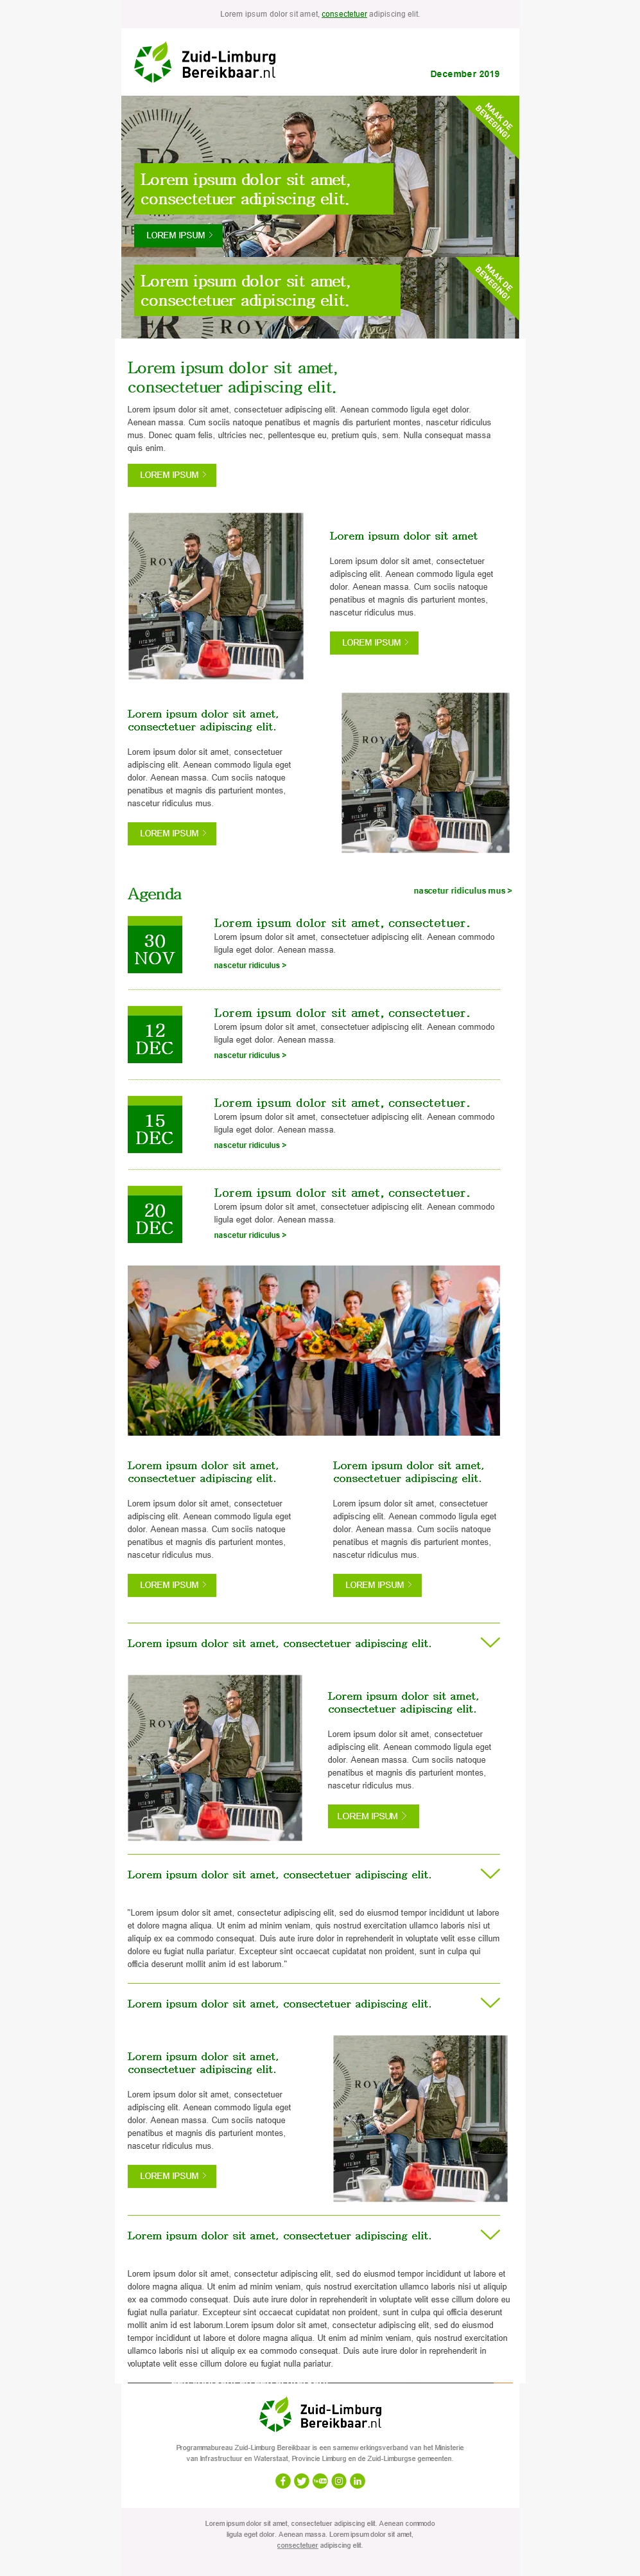 Lorem ipsum dolor sit amet, consectetuer adipiscing elit.
Zuid-Limburg
Bereikbaar.nl
December 2019
MAAK DE
BEWEGING!
ROY
Lorem ipsum dolor sit amet,
consectetuer adipiscing elit.
LOREM IPSUM >
MAAK DE
BEWEGING!
Lorem ipsum dolor sit amet,
consectetuer adipiscing elit.
ROY
Lorem ipsum dolor sit amet,
consectetuer adipiscing elit.
Lorem ipsum dolor sit amet, consectetuer adipiscing elit. Aenean commodo ligula eget dolor.
Aenean massa. Cum sociis natoque penatibus et magnis dis parturient montes, nascetur ridiculus
mus. Donec quam felis, ultricies nec, pellentesque eu, pretium quis, sem. Nulla consequat massa
quis enim.
LOREM IPSUM >
ROY
Lorem ipsum dolor sit amet
Lorem ipsum dolor sit amet, consectetuer
adipiscing elit. Aenean commodo ligula eget
dolor. Aenean massa. Cum sociis natoque
penatibus et magnis dis parturient montes,
nascetur ridiculus mus.
LOREM IPSUM >
Lorem ipsum dolor sit amet,
consectetuer adipiscing elit.
Lorem ipsum dolor sit amet, consectetuer
adipiscing elit. Aenean commodo ligula eget
dolor. Aenean massa. Cum sociis natoque
penatibus et magnis dis parturient montes,
nascetur ridiculus mus.
LOREM IPSUM >
ROY
Agenda
nascetur ridiculus mus >
30
NOV
Lorem ipsum dolor sit amet, consectetuer.
Lorem ipsum dolor sit amet, consectetuer adipiscing elit. Aenean commodo
ligula eget dolor. Aenean massa.
nascetur ridiculus >
12
DEC
Lorem ipsum dolor sit amet, consectetuer.
Lorem ipsum dolor sit amet, consectetuer adipiscing elit. Aenean commodo
ligula eget dolor. Aenean massa.
nascetur ridiculus >
15
DEC
Lorem ipsum dolor sit amet, consectetuer.
Lorem ipsum dolor sit amet, consectetuer adipiscing elit. Aenean commodo
ligula eget dolor. Aenean massa.
nascetur ridiculus >
20
DEC
Lorem ipsum dolor sit amet, consectetuer.
Lorem ipsum dolor sit amet, consectetuer adipiscing elit. Aenean commodo
ligula eget dolor. Aenean massa.
nascetur ridiculus >
Lorem ipsum dolor sit amet,
consectetuer adipiscing elit.
Lorem ipsum dolor sit amet, consectetuer
adipiscing elit. Aenean commodo ligula eget
dolor. Aenean massa. Cum sociis natoque
penatibus et magnis dis parturient montes,
nascetur ridiculus mus.
LOREM IPSUM >
Lorem ipsum dolor sit amet,
consectetuer adipiscing elit.
Lorem ipsum dolor sit amet, consectetuer
adipiscing elit. Aenean commodo ligula eget
dolor. Aenean massa. Cum sociis natoque
penatibus et magnis dis parturient montes,
nascetur ridiculus mus.
LOREM IPSUM >
Lorem ipsum dolor sit amet, consectetuer adipiscing elit.
ROY
Lorem ipsum dolor sit amet,
consectetuer adipiscing elit.
Lorem ipsum dolor sit amet, consectetuer
adipiscing elit. Aenean commodo ligula eget
dolor. Aenean massa. Cum sociis natoque
penatibus et magnis dis parturient montes,
nascetur ridiculus mus.
LOREM IPSUM >
Lorem ipsum dolor sit amet, consectetuer adipiscing elit.
"Lorem ipsum dolor sit amet, consectetur adipiscing elit, sed do eiusmod tempor incididunt ut labore
et dolore magna aliqua. Ut enim ad minim veniam, quis nostrud exercitation ullamco laboris nisi ut
aliquip ex ea commodo consequat. Duis aute irure dolor in reprehenderit in voluptate velit esse cillum
dolore eu fugiat nulla pariatur. Excepteur sint occaecat cupidatat non proident, sunt in culpa qui
officia deserunt mollit anim id est laborum."
Lorem ipsum dolor sit amet, consectetuer adipiscing elit.
Lorem ipsum dolor sit amet,
consectetuer adipiscing elit.
Lorem ipsum dolor sit amet, consectetuer
adipiscing elit. Aenean commodo ligula eget
dolor. Aenean massa. Cum sociis natoque
penatibus et magnis dis parturient montes,
nascetur ridiculus mus.
LOREM IPSUM >
ROY
Lorem ipsum dolor sit amet, consectetuer adipiscing elit.
Lorem ipsum dolor sit amet, consectetur adipiscing elit, sed do eiusmod tempor incididunt ut labore et
dolore magna aliqua. Ut enim ad minim veniam, quis nostrud exercitation ullamco laboris nisi ut aliquip
ex ea commodo consequat. Duis aute irure dolor in reprehenderit in voluptate velit esse cillum dolore eu
fugiat nulla pariatur. Excepteur sint occaecat cupidatat non proident, sunt in culpa qui officia deserunt
mollit anim id est laborum.Lorem ipsum dolor sit amet, consectetur adipiscing elit, sed do eiusmod
tempor incididunt ut labore et dolore magna aliqua. Ut enim ad minim veniam, quis nostrud exercitation
ullamco laboris nisi ut aliquip ex ea commodo consequat. Duis aute irure dolor in reprehenderit in
voluptate velit esse cillum dolore eu fugiat nulla pariatur.
Zuid-Limburg
Bereikbaar.nl
Programmabureau Zuid-Limburg Bereikbaar is een samenwerkingsverband van het Ministerie
van Infrastructuur en Waterstaat, Provincie Limburg en de Zuid-Limburgse gemeenten.
Lorem ipsum dolor sit amet, consectetuer adipiscing elit. Aenean commodo
ligula eget dolor. Aenean massa. Lorem ipsum dolor sit amet,
consectetuer adipiscing elit.